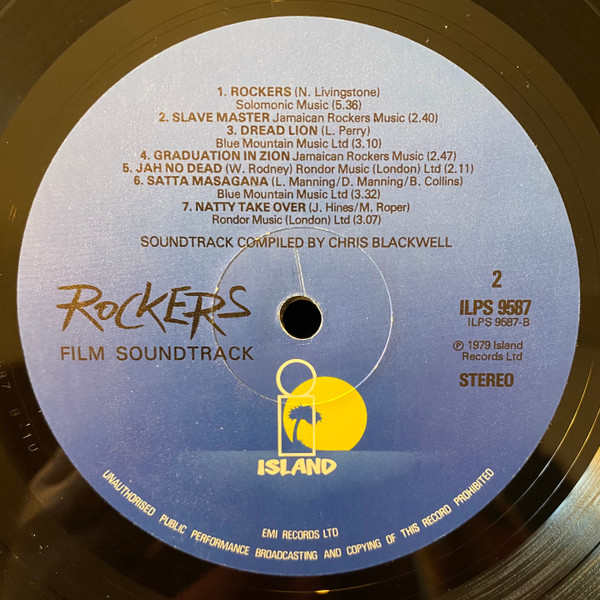 1. ROCKERS (N. Livingstone)
Solomonic Music (5.36)
2. SLAVE MASTER Jamaican Rockers Music (2.40)
3. DREAD LION (L. Perry)
Blue Mountain Music Ltd (3.10)
4. GRADUATION IN ZION Jamaican Rockers Music (2.47)
5. JAH NO DEAD (W. Rodney) Rondor Music (London) Ltd (2.11)
6. SATTA MASAGANA (L. Manning/D. Manning/B. Collins)
Blue Mountain Music Ltd (3.32)
7. NATTY TAKE OVER (J. Hines/M. Roper)
Rondor Music (London) Ltd (3.07)
SOUNDTRACK COMPILED BY CHRIS BLACKWELL
ROCKERS
FILM SOUNDTRACK
2
ILPS 9587
ILPS 9587-B
℗ 1979 Island
Records Ltd
STEREO
ISLAND
EMI RECORDS LTD
UNAUTHORISED PUBLIC PERFORMANCE BROADCASTING AND COPYING OF THIS RECORD PROHIBITED